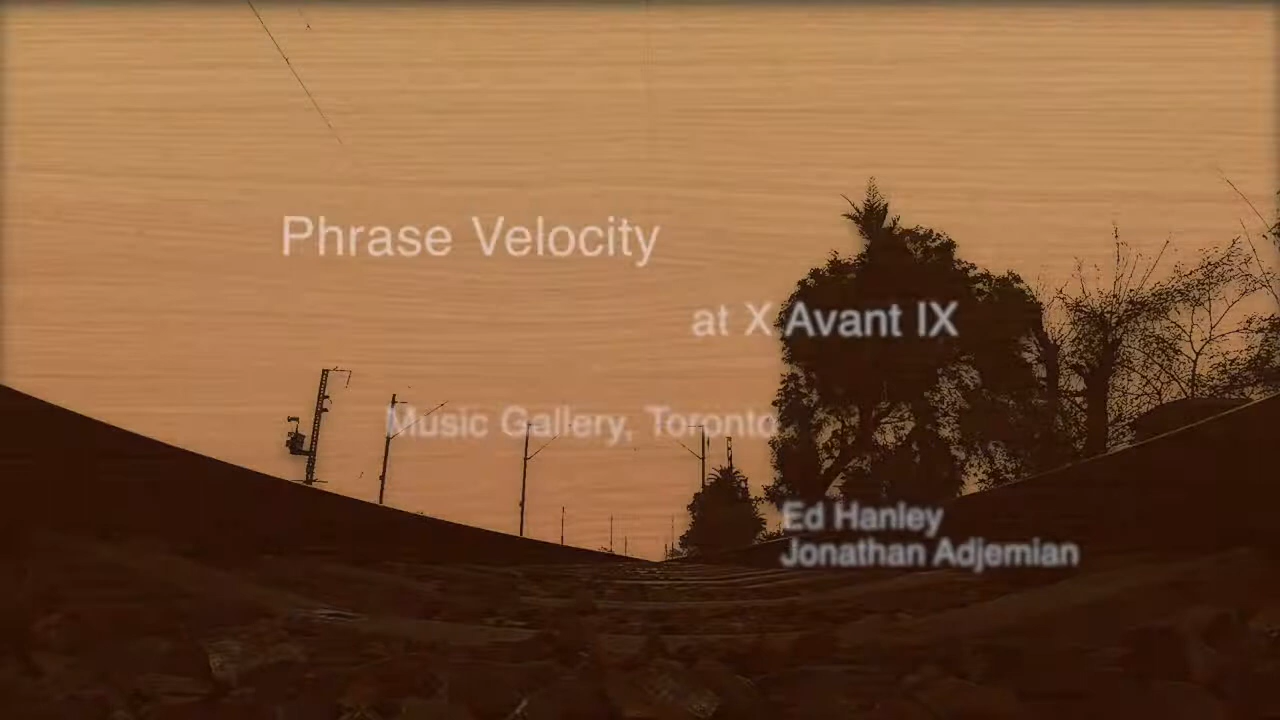 Phrase Velocity
at X Avant IX
Music Gallery, Toronto
Ed Hanley
Jonathan Adjemian